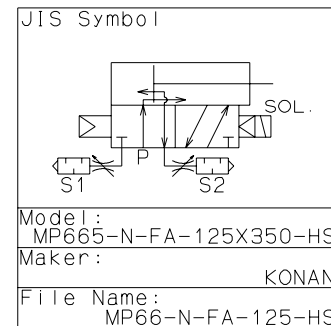 JIS Symbol
SOL.
P
S1
S2
Model:
MP665-N-FA-125X350-HS
Maker:
KONAN
File Name:
MP66-N-FA-125-HS